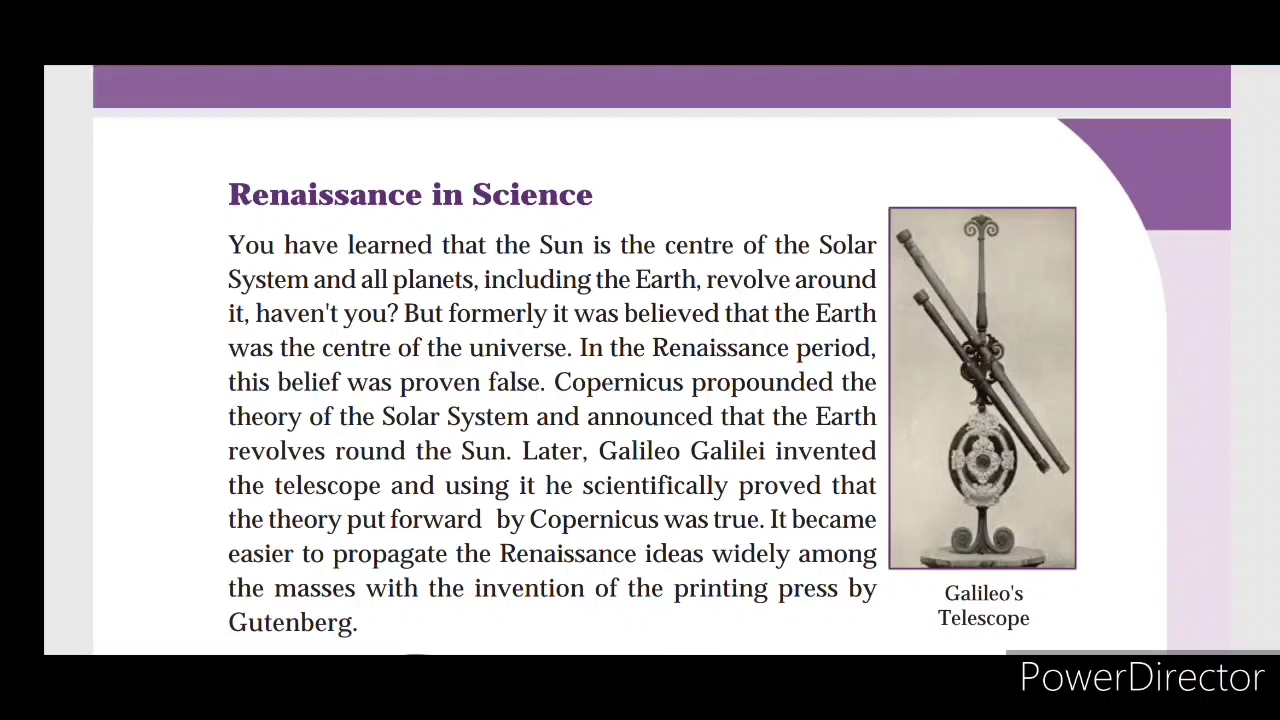 Renaissance in Science
You have learned that the Sun is the centre of the Solar
System and all planets, including the Earth, revolve around
it, haven't you? But formerly it was believed that the Earth
was the centre of the universe. In the Renaissance period,
this belief was proven false. Copernicus propounded the
theory of the Solar System and announced that the Earth
revolves round the Sun. Later, Galileo Galilei invented
the telescope and using it he scientifically proved that
the theory put forward by Copernicus was true. It became
easier to propagate the Renaissance ideas widely among
the masses with the invention of the printing press by
Gutenberg.
Galileo's
Telescope
PowerDirector